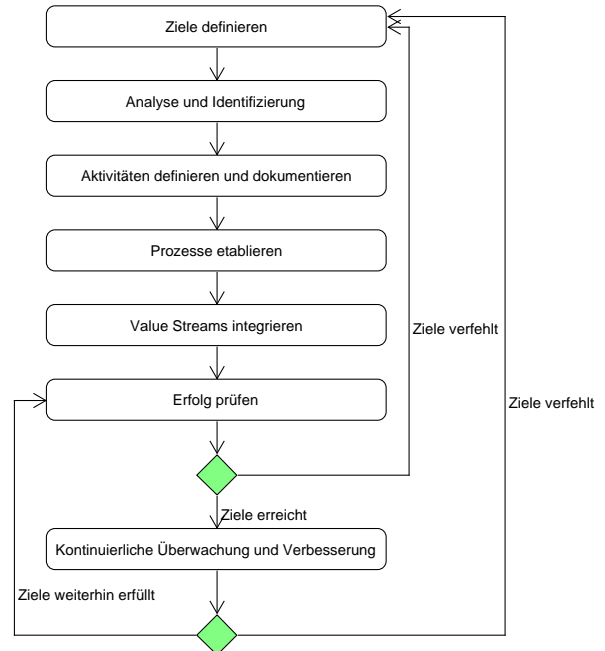 Ziele definieren
Analyse und Identifizierung
Aktivitäten definieren und dokumentieren
Prozesse etablieren
Value Streams integrieren
Ziele verfehlt
Erfolg prüfen
Ziele verfehlt
Ziele erreicht
Kontinuierliche Überwachung und Verbesserung
Ziele weiterhin erfüllt